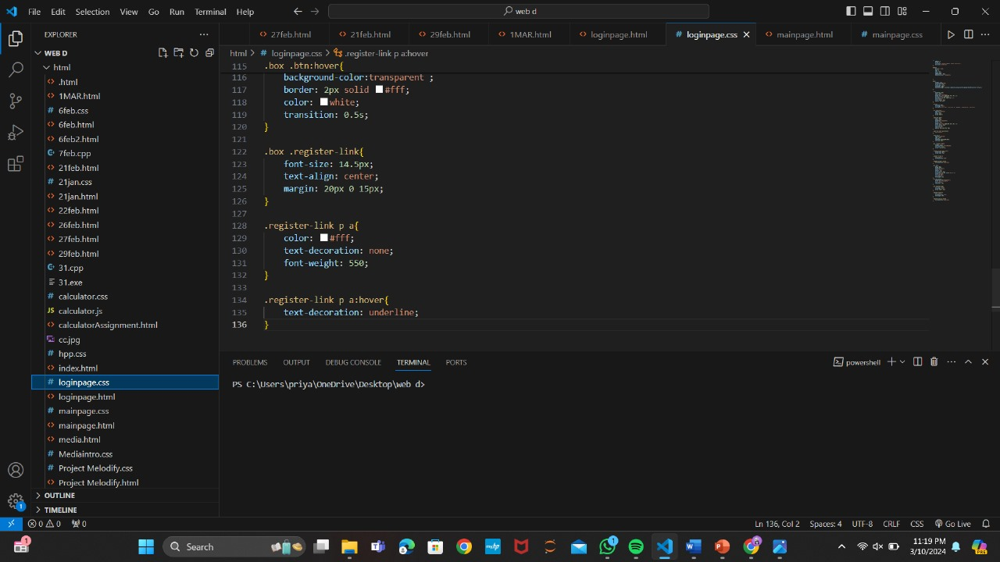 File Edit Selection View Go Run Terminal Help
web d
EXPLORER
27feb.html 21feb.html 29feb.html 1MAR.html loginpage.html loginpage.css mainpage.html mainpage.css
WEB D
html > # loginpage.css > .register-link p a:hover
html
.html
1MAR.html
6feb.css
6feb.html
6feb2.html
7feb.cpp
21feb.html
21jan.css
21jan.html
22feb.html
26feb.html
27feb.html
29feb.html
31.cpp
31.exe
calculator.css
JS calculator.js
calculatorAssignment.html
cc.jpg
hpp.css
index.html
loginpage.css
loginpage.html
mainpage.css
mainpage.html
media.html
Mediaintro.css
Project Melodify.css
Project Melodify.html
OUTLINE
TIMELINE
115 .box .btn:hover{
116 background-color:transparent ;
117 border: 2px solid #fff;
118 color: white;
119 transition: 0.5s;
120 }
121
122 .box .register-link{
123 font-size: 14.5px;
124 text-align: center;
125 margin: 20px 0 15px;
126 }
127
128 .register-link p a{
129 color: #fff;
130 text-decoration: none;
131 font-weight: 550;
132 }
133
134 .register-link p a:hover{
135 text-decoration: underline;
136 }
PROBLEMS OUTPUT DEBUG CONSOLE TERMINAL PORTS
powershell
PS C:\Users\priya\OneDrive\Desktop\web d>
0 0 0
Ln 136, Col 2 Spaces: 4 UTF-8 CRLF CSS Go Live
1
Search
11:19 PM
3/10/2024
PRE